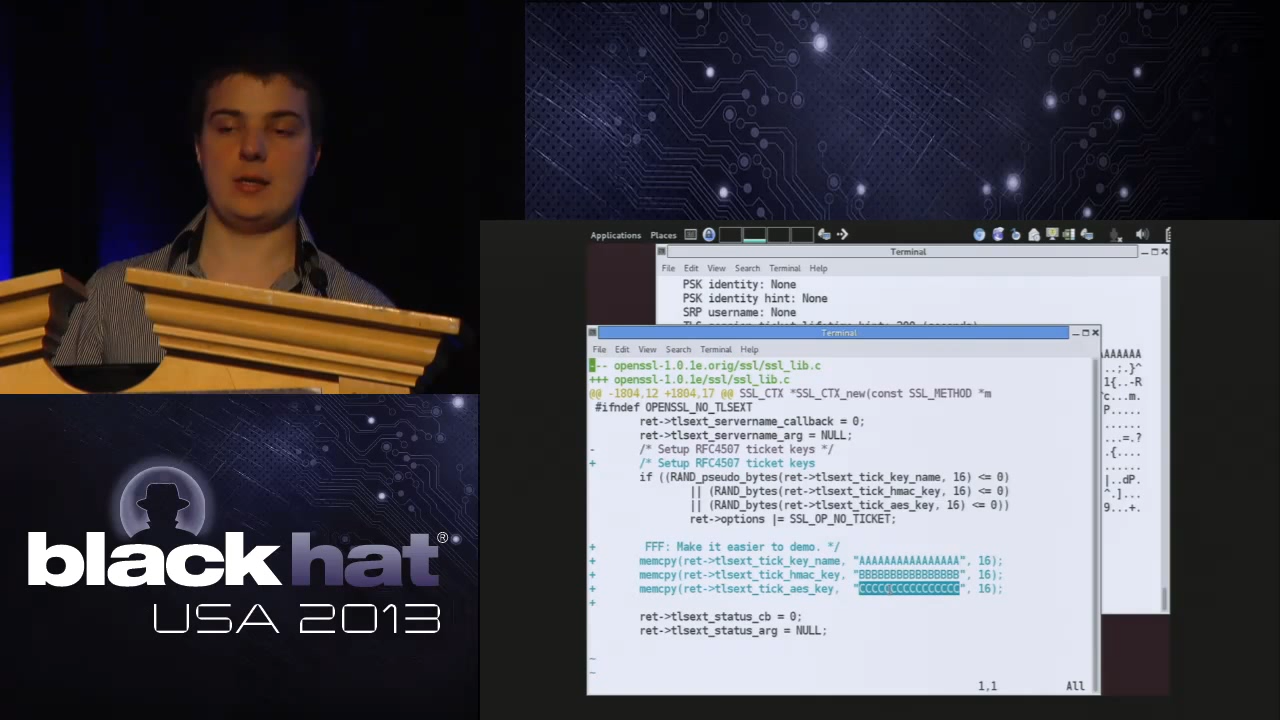 Applications Places
Terminal
File Edit View Search Terminal Help
PSK identity: None
PSK identity hint: None
SRP username: None
Terminal
File Edit View Search Terminal Help
--- openssl-1.0.1e.orig/ssl/ssl_lib.c
+++ openssl-1.0.1e/ssl/ssl_lib.c
@@ -1804,12 +1804,17 @@ SSL_CTX *SSL_CTX_new(const SSL_METHOD *m
#ifndef OPENSSL_NO_TLSEXT
ret->tlsext_servername_callback = 0;
ret->tlsext_servername_arg = NULL;
- /* Setup RFC4507 ticket keys */
+ /* Setup RFC4507 ticket keys
if ((RAND_pseudo_bytes(ret->tlsext_tick_key_name, 16) <= 0)
|| (RAND_bytes(ret->tlsext_tick_hmac_key, 16) <= 0)
|| (RAND_bytes(ret->tlsext_tick_aes_key, 16) <= 0))
ret->options |= SSL_OP_NO_TICKET;
+ FFF: Make it easier to demo. */
+ memcpy(ret->tlsext_tick_key_name, "AAAAAAAAAAAAAAAA", 16);
+ memcpy(ret->tlsext_tick_hmac_key, "BBBBBBBBBBBBBBBB", 16);
+ memcpy(ret->tlsext_tick_aes_key, "CCCCCCCCCCCCCCCC", 16);
+
ret->tlsext_status_cb = 0;
ret->tlsext_status_arg = NULL;
~
~
1,1 All
AAAAAAA
..;.}^
1{..-R
^c...m.
P.....
......
...=.?
.{....
......
|..dP.
^.]...
9...+.
black hat®
USA 2013